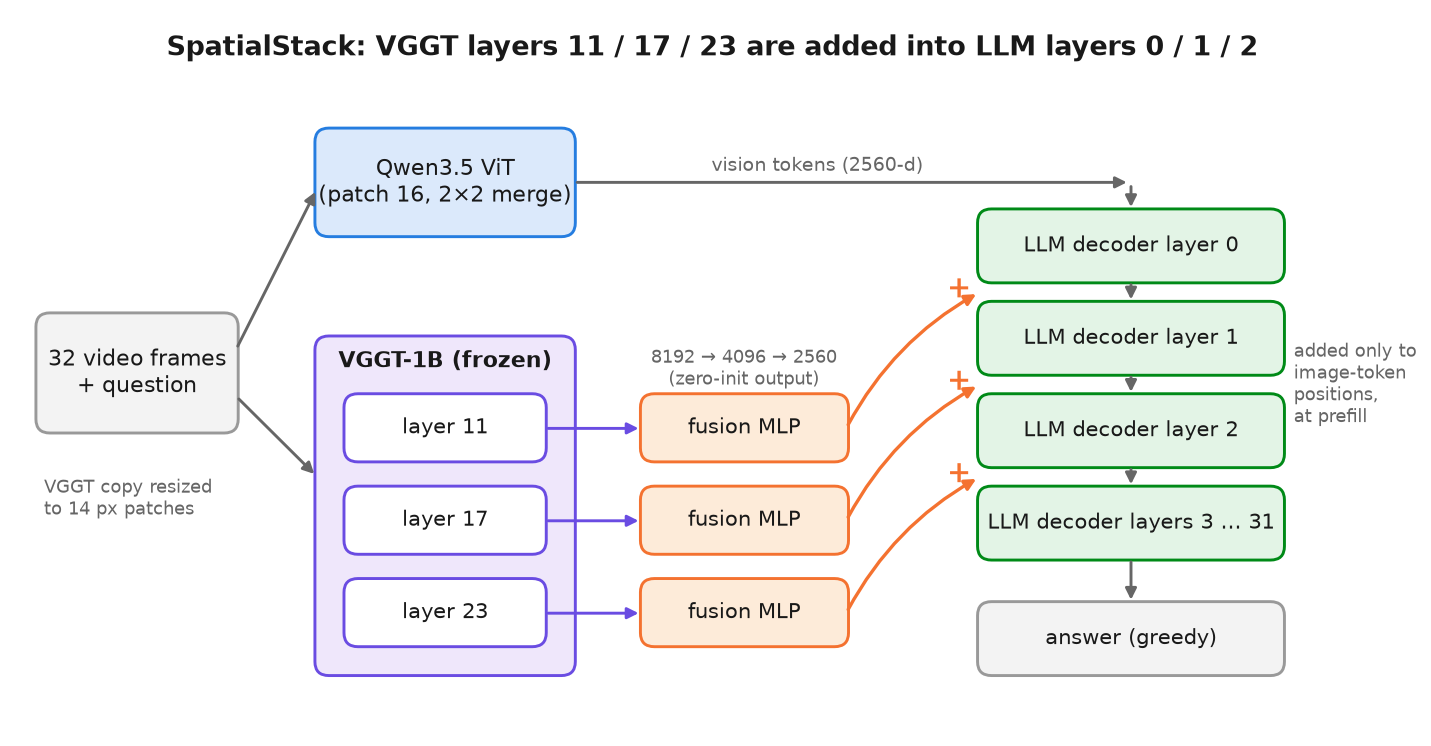 SpatialStack: VGGT layers 11 / 17 / 23 are added into LLM layers 0 / 1 / 2
Qwen3.5 ViT
(patch 16, 2×2 merge)
vision tokens (2560-d)
32 video frames
+ question
VGGT copy resized
to 14 px patches
VGGT-1B (frozen)
layer 11
layer 17
layer 23
8192 → 4096 → 2560
(zero-init output)
fusion MLP
fusion MLP
fusion MLP
+
+
+
LLM decoder layer 0
LLM decoder layer 1
LLM decoder layer 2
LLM decoder layers 3 … 31
added only to
image-token
positions,
at prefill
answer (greedy)